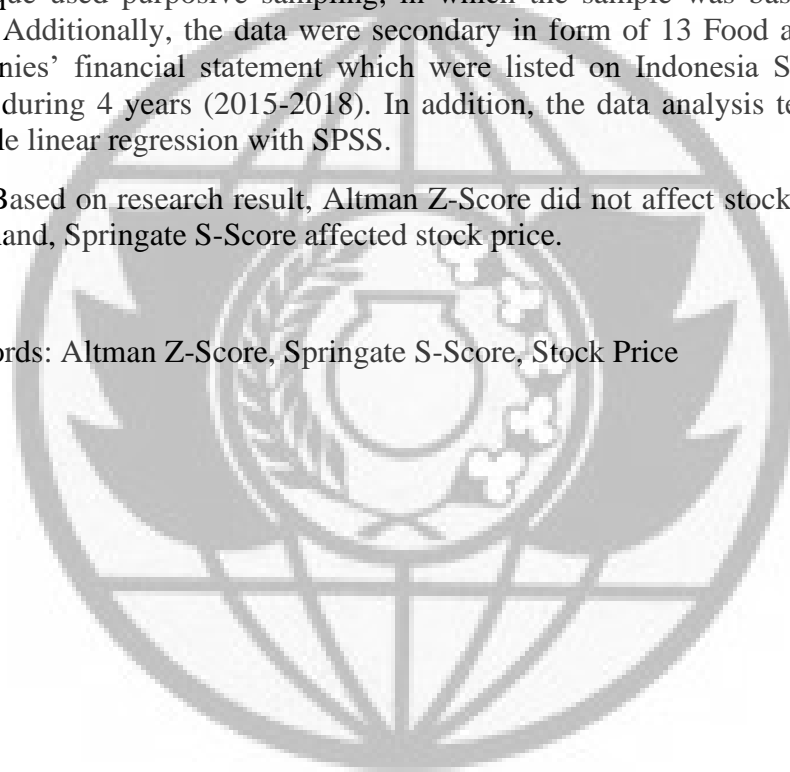 que used purposive sampling, in which the sample was bas
Additionally, the data were secondary in form of 13 Food a
nies’ financial statement which were listed on Indonesia S
during 4 years (2015-2018). In addition, the data analysis te
le linear regression with SPSS.
Based on research result, Altman Z-Score did not affect stock
and, Springate S-Score affected stock price.
ords: Altman Z-Score, Springate S-Score, Stock Price